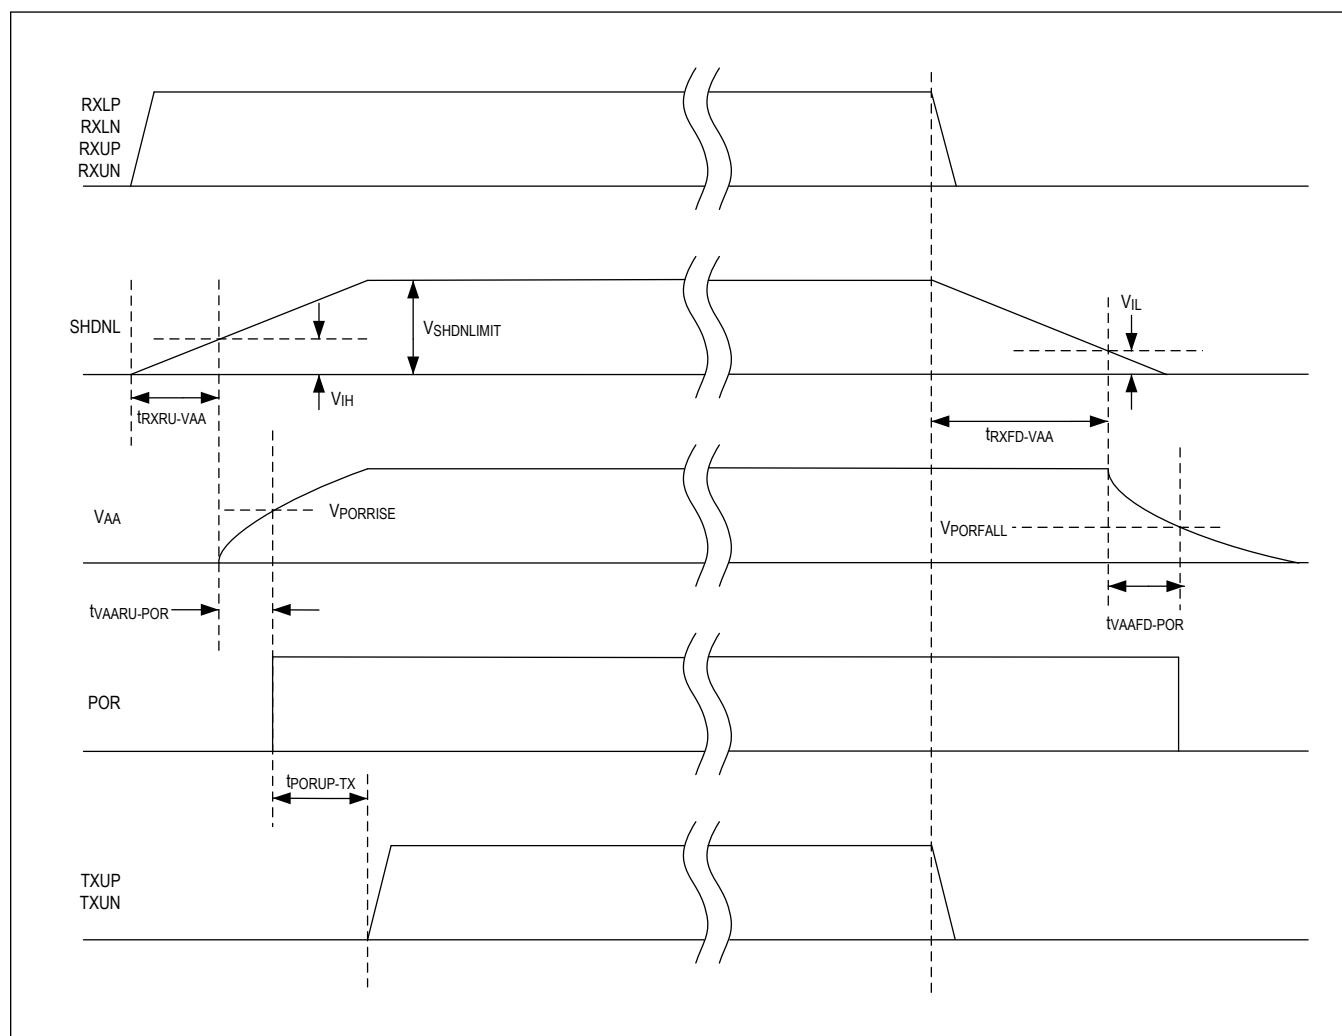 RXLP
RXLN
RXUP
RXUN
SHDNL
VSHDNLIMIT
VIL
VIH
tRXRU-VAA
tRXFD-VAA
VAA
VPORRISE
VPORFALL
tVAARU-POR
tVAAFD-POR
POR
tPORUP-TX
TXUP
TXUN